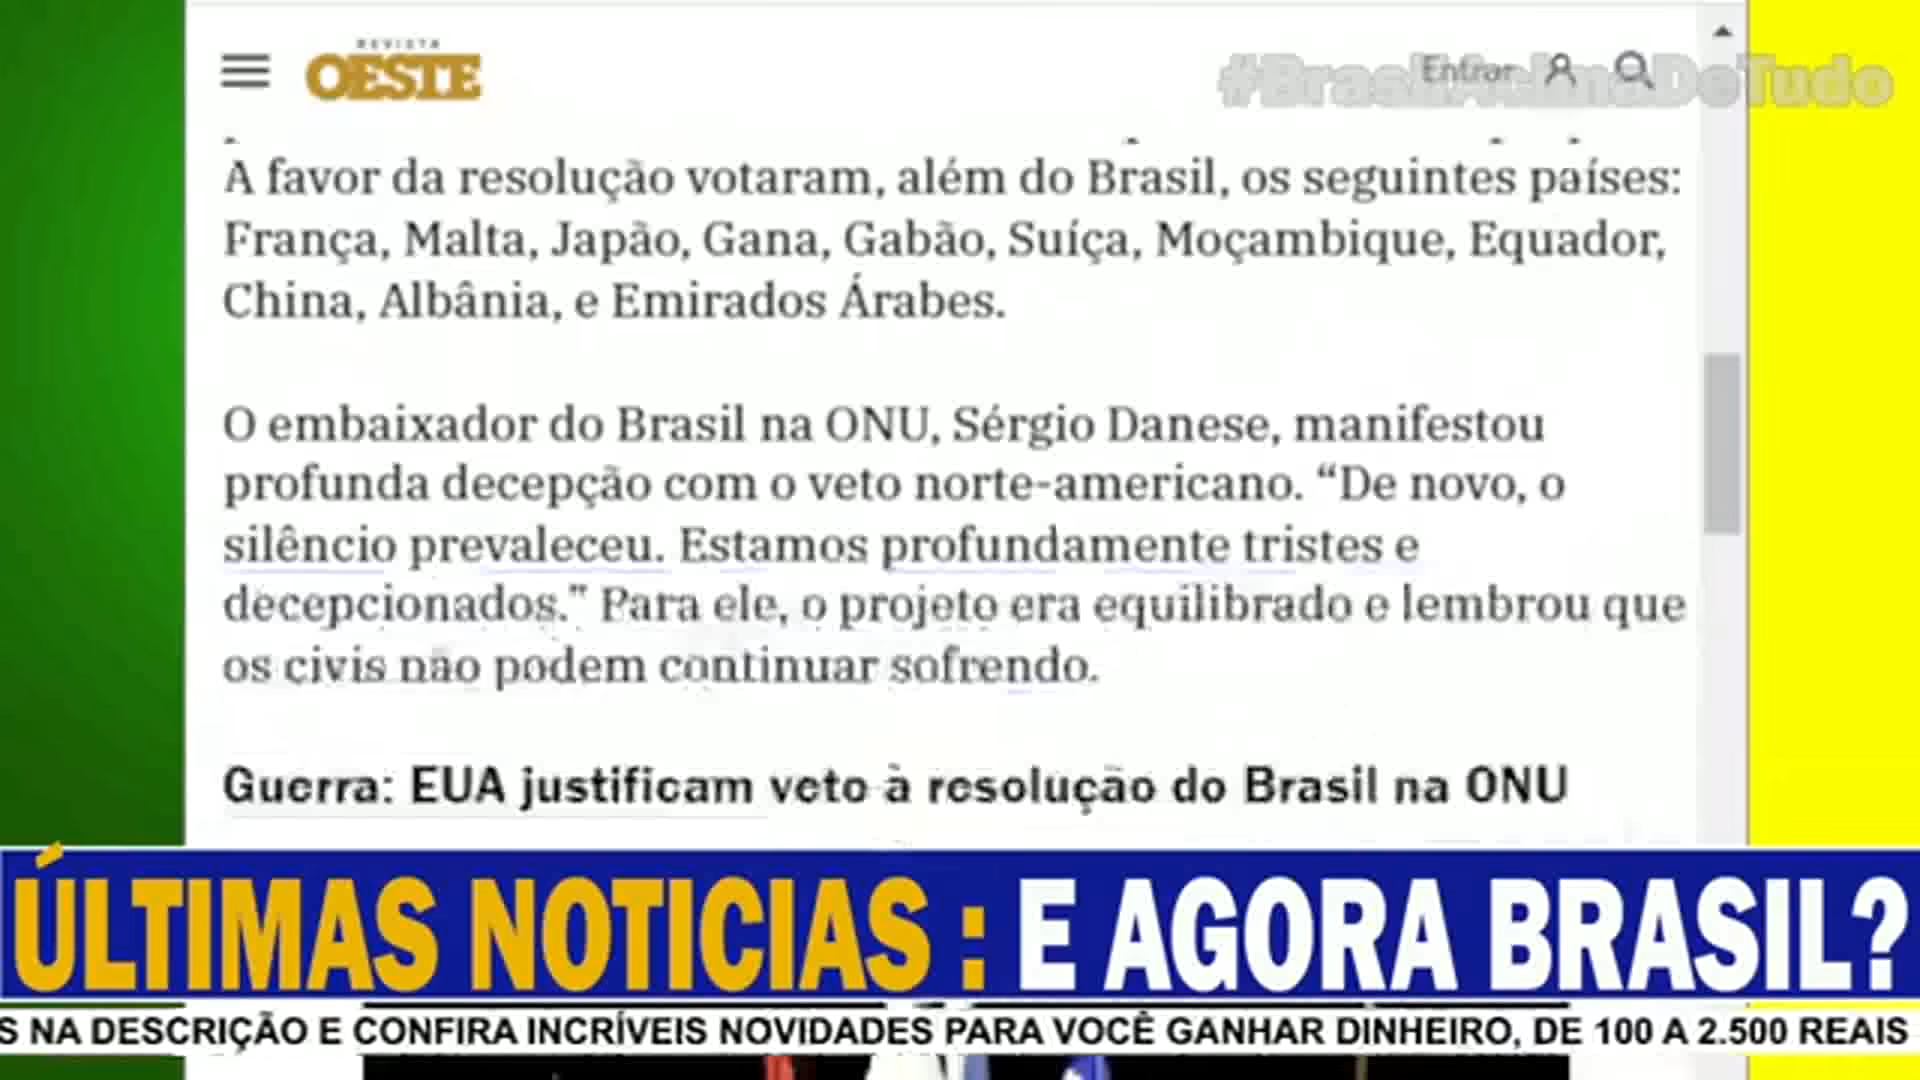 REVISTA
OESTE
Entrar
#BrasilAcimaDeTudo
A favor da resolução votaram, além do Brasil, os seguintes países:
França, Malta, Japão, Gana, Gabão, Suíça, Moçambique, Equador,
China, Albânia, e Emirados Árabes.
O embaixador do Brasil na ONU, Sérgio Danese, manifestou
profunda decepção com o veto norte-americano. “De novo, o
silêncio prevaleceu. Estamos profundamente tristes e
decepcionados.” Para ele, o projeto era equilibrado e lembrou que
os civis não podem continuar sofrendo.
Guerra: EUA justificam veto à resolução do Brasil na ONU
ÚLTIMAS NOTICIAS : E AGORA BRASIL?
S NA DESCRIÇÃO E CONFIRA INCRÍVEIS NOVIDADES PARA VOCÊ GANHAR DINHEIRO, DE 100 A 2.500 REAIS